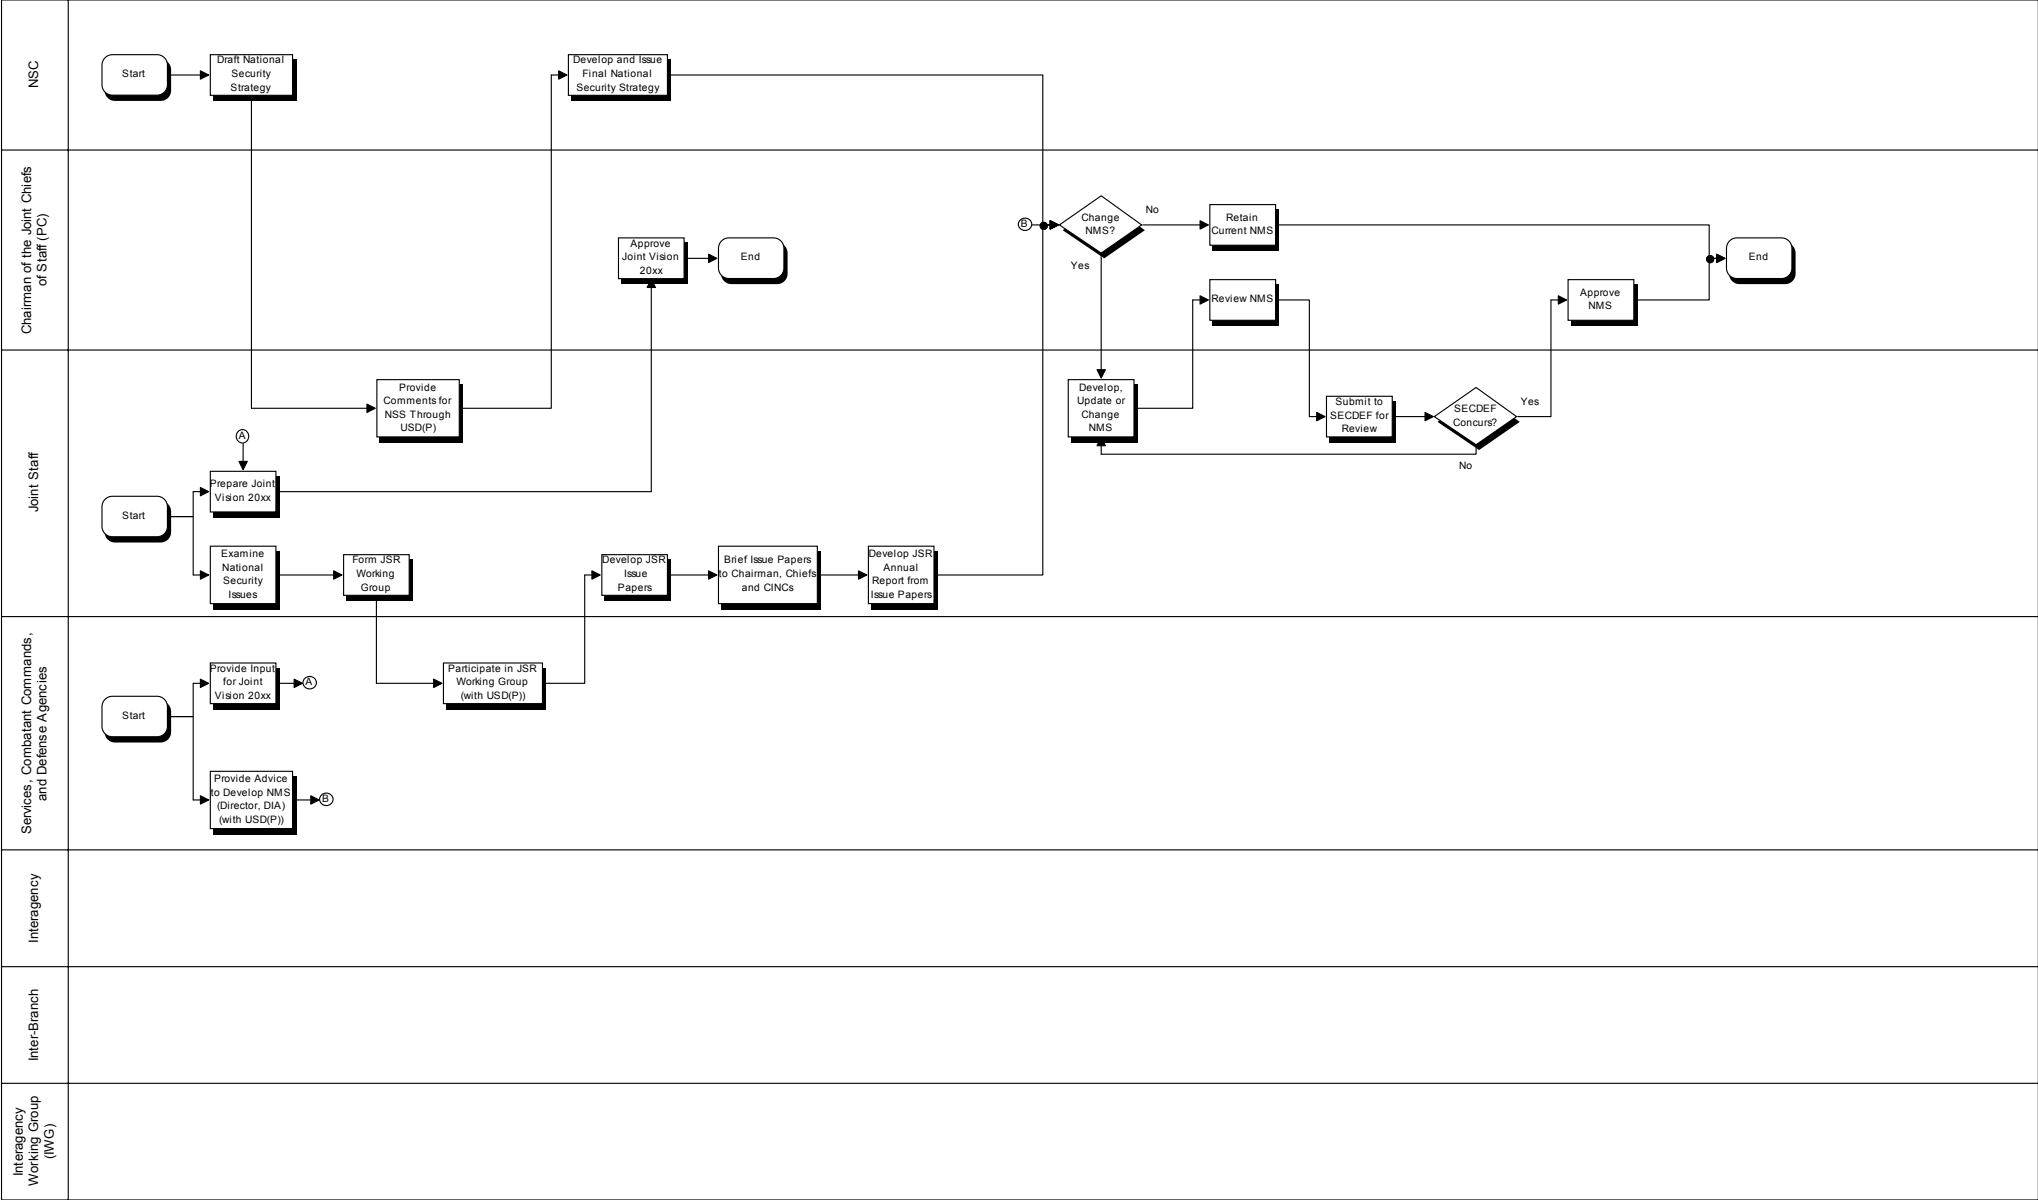 NSC
Start
Draft National
Security
Strategy
Develop and Issue
Final National
Security Strategy
Chairman of the Joint Chiefs
of Staff (PC)
Approve
Joint Vision
20xx
End
B
Change
NMS?
No
Yes
Retain
Current NMS
Review NMS
Approve
NMS
End
Joint Staff
Provide
Comments for
NSS Through
USD(P)
Develop,
Update or
Change
NMS
Submit to
SECDEF for
Review
SECDEF
Concurs?
Yes
No
A
Prepare Joint
Vision 20xx
Start
Examine
National
Security
Issues
Form JSR
Working
Group
Develop JSR
Issue
Papers
Brief Issue Papers
to Chairman, Chiefs
and CINCs
Develop JSR
Annual
Report from
Issue Papers
Services, Combatant Commands,
and Defense Agencies
Start
Provide Input
for Joint
Vision 20xx
A
Participate in JSR
Working Group
(with USD(P))
Provide Advice
to Develop NMS
(Director, DIA)
(with USD(P))
B
Interagency
Inter-Branch
Interagency
Working Group
(IWG)